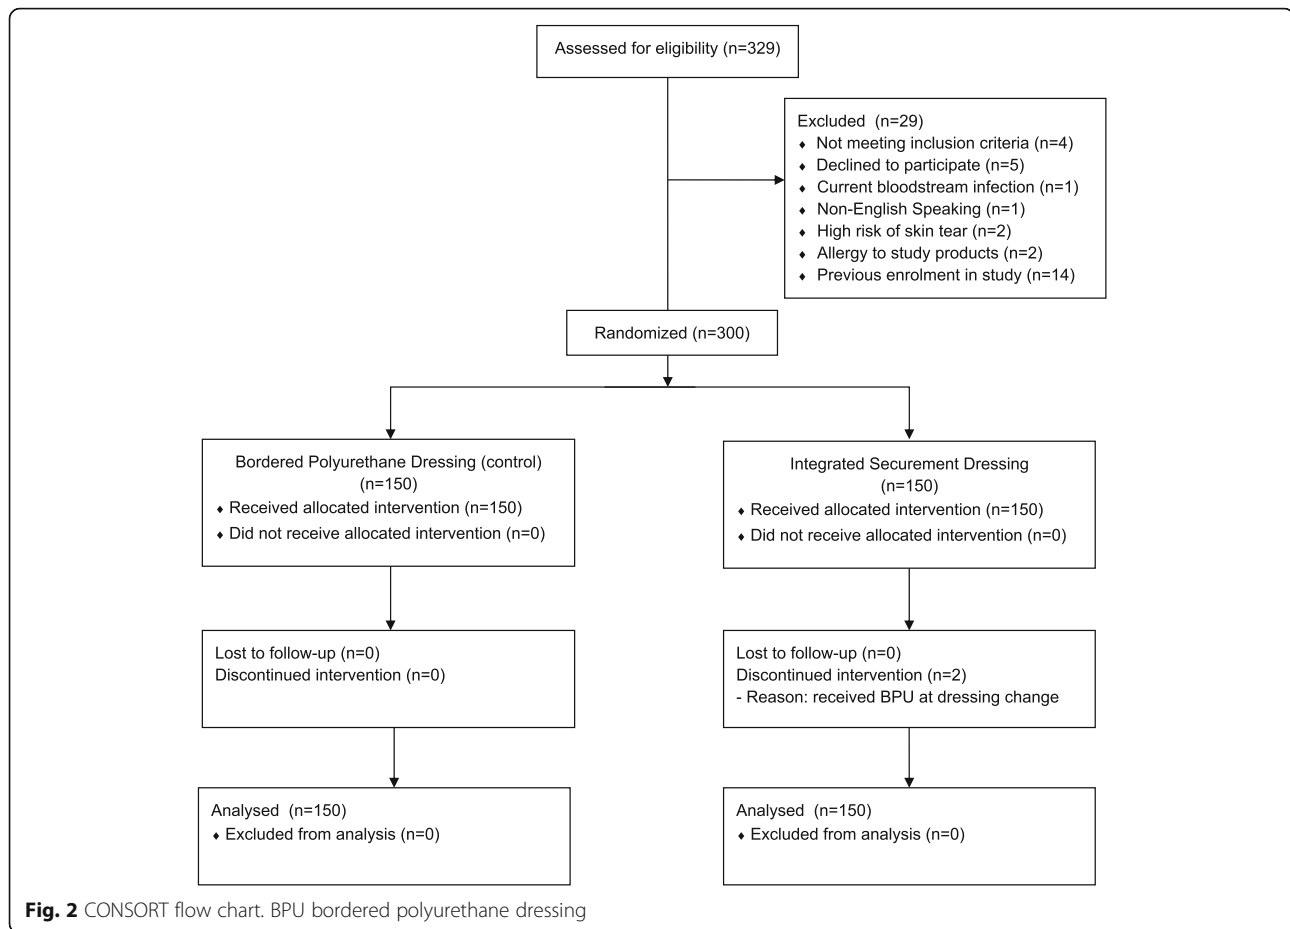 Assessed for eligibility (n=329)
Excluded (n=29)
♦ Not meeting inclusion criteria (n=4)
♦ Declined to participate (n=5)
♦ Current bloodstream infection (n=1)
♦ Non-English Speaking (n=1)
♦ High risk of skin tear (n=2)
♦ Allergy to study products (n=2)
♦ Previous enrolment in study (n=14)
Randomized (n=300)
Bordered Polyurethane Dressing (control)
(n=150)
♦ Received allocated intervention (n=150)
♦ Did not receive allocated intervention (n=0)
Integrated Securement Dressing
(n=150)
♦ Received allocated intervention (n=150)
♦ Did not receive allocated intervention (n=0)
Lost to follow-up (n=0)
Discontinued intervention (n=0)
Lost to follow-up (n=0)
Discontinued intervention (n=2)
- Reason: received BPU at dressing change
Analysed (n=150)
♦ Excluded from analysis (n=0)
Analysed (n=150)
♦ Excluded from analysis (n=0)
Fig. 2 CONSORT flow chart. BPU bordered polyurethane dressing